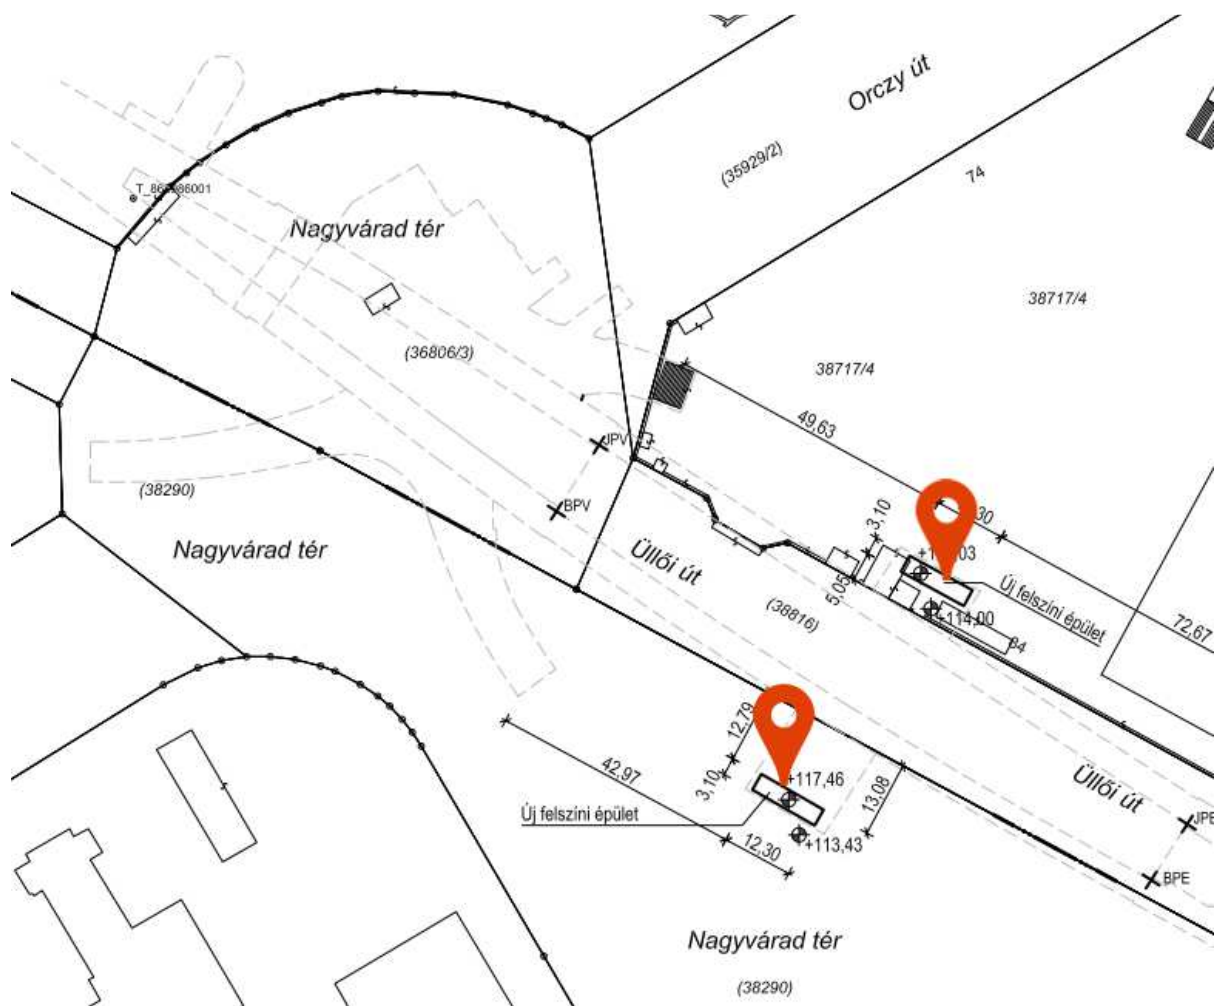 Orczy út
(35929/2)
74
Nagyvárad tér
38717/4
(36806/3)
38717/4
49,63
JPV
(38290)
BPV
3,10
Nagyvárad tér
Üllői út
5,05
Új felszíni épület
(38816)
+114,00
72,67
12,79
42,97
3,10
+117,46
Üllői út
13,08
Új felszíni épület
JPE
+113,43
12,30
BPE
Nagyvárad tér
(38290)